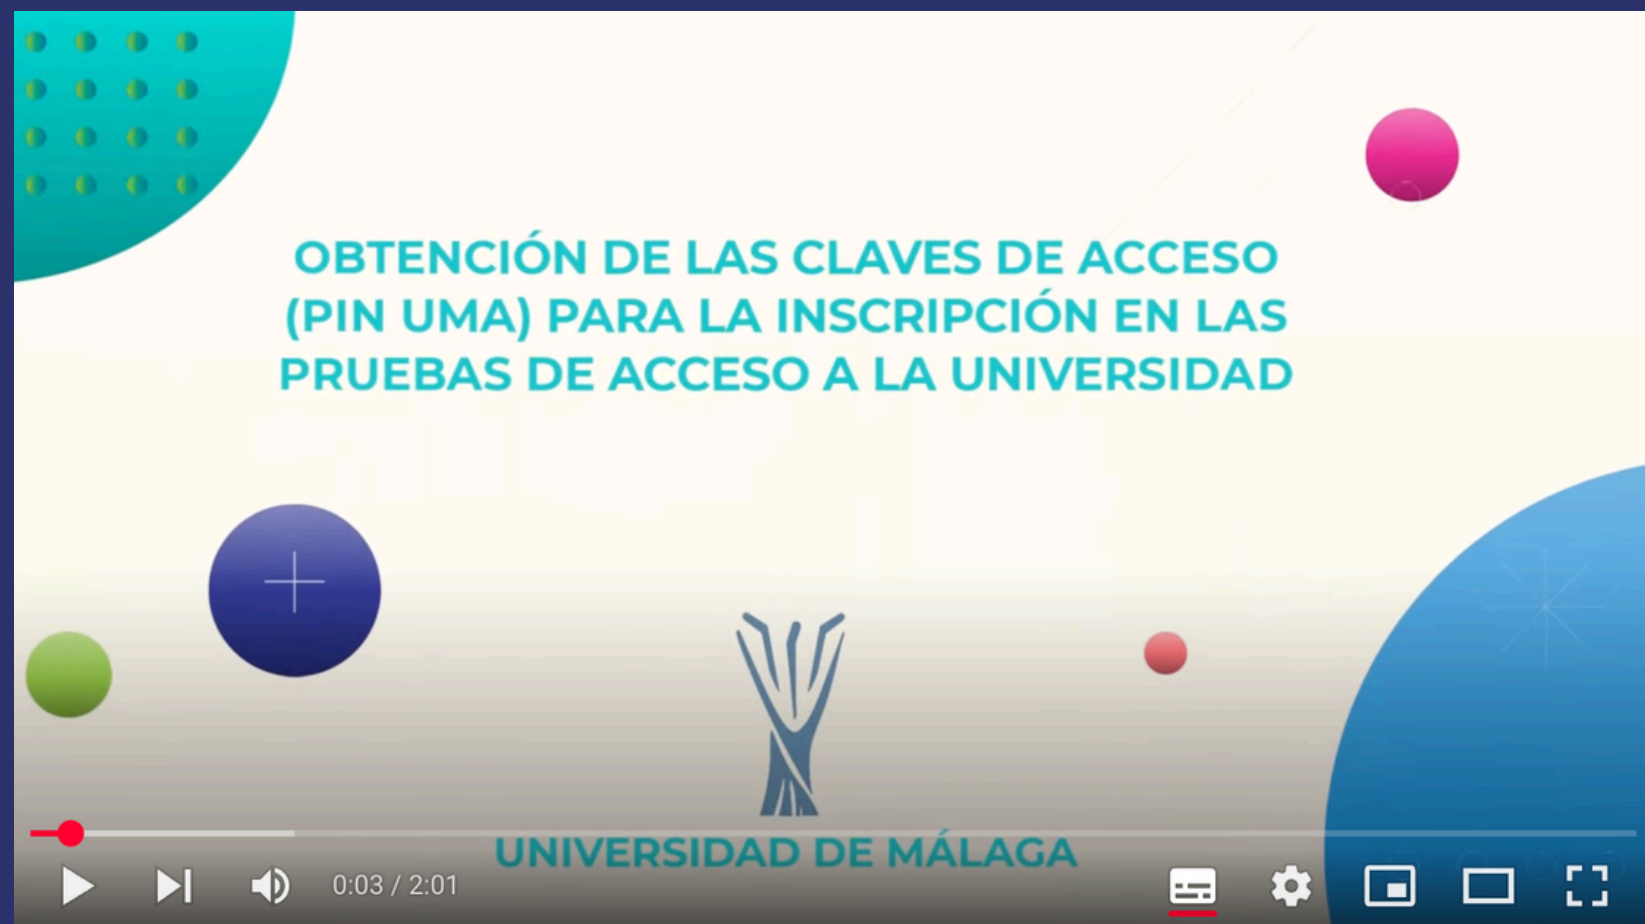 OBTENCIÓN DE LAS CLAVES DE ACCESO
(PIN UMA) PARA LA INSCRIPCIÓN EN LAS
PRUEBAS DE ACCESO A LA UNIVERSIDAD
UNIVERSIDAD DE MÁLAGA
0:03 / 2:01